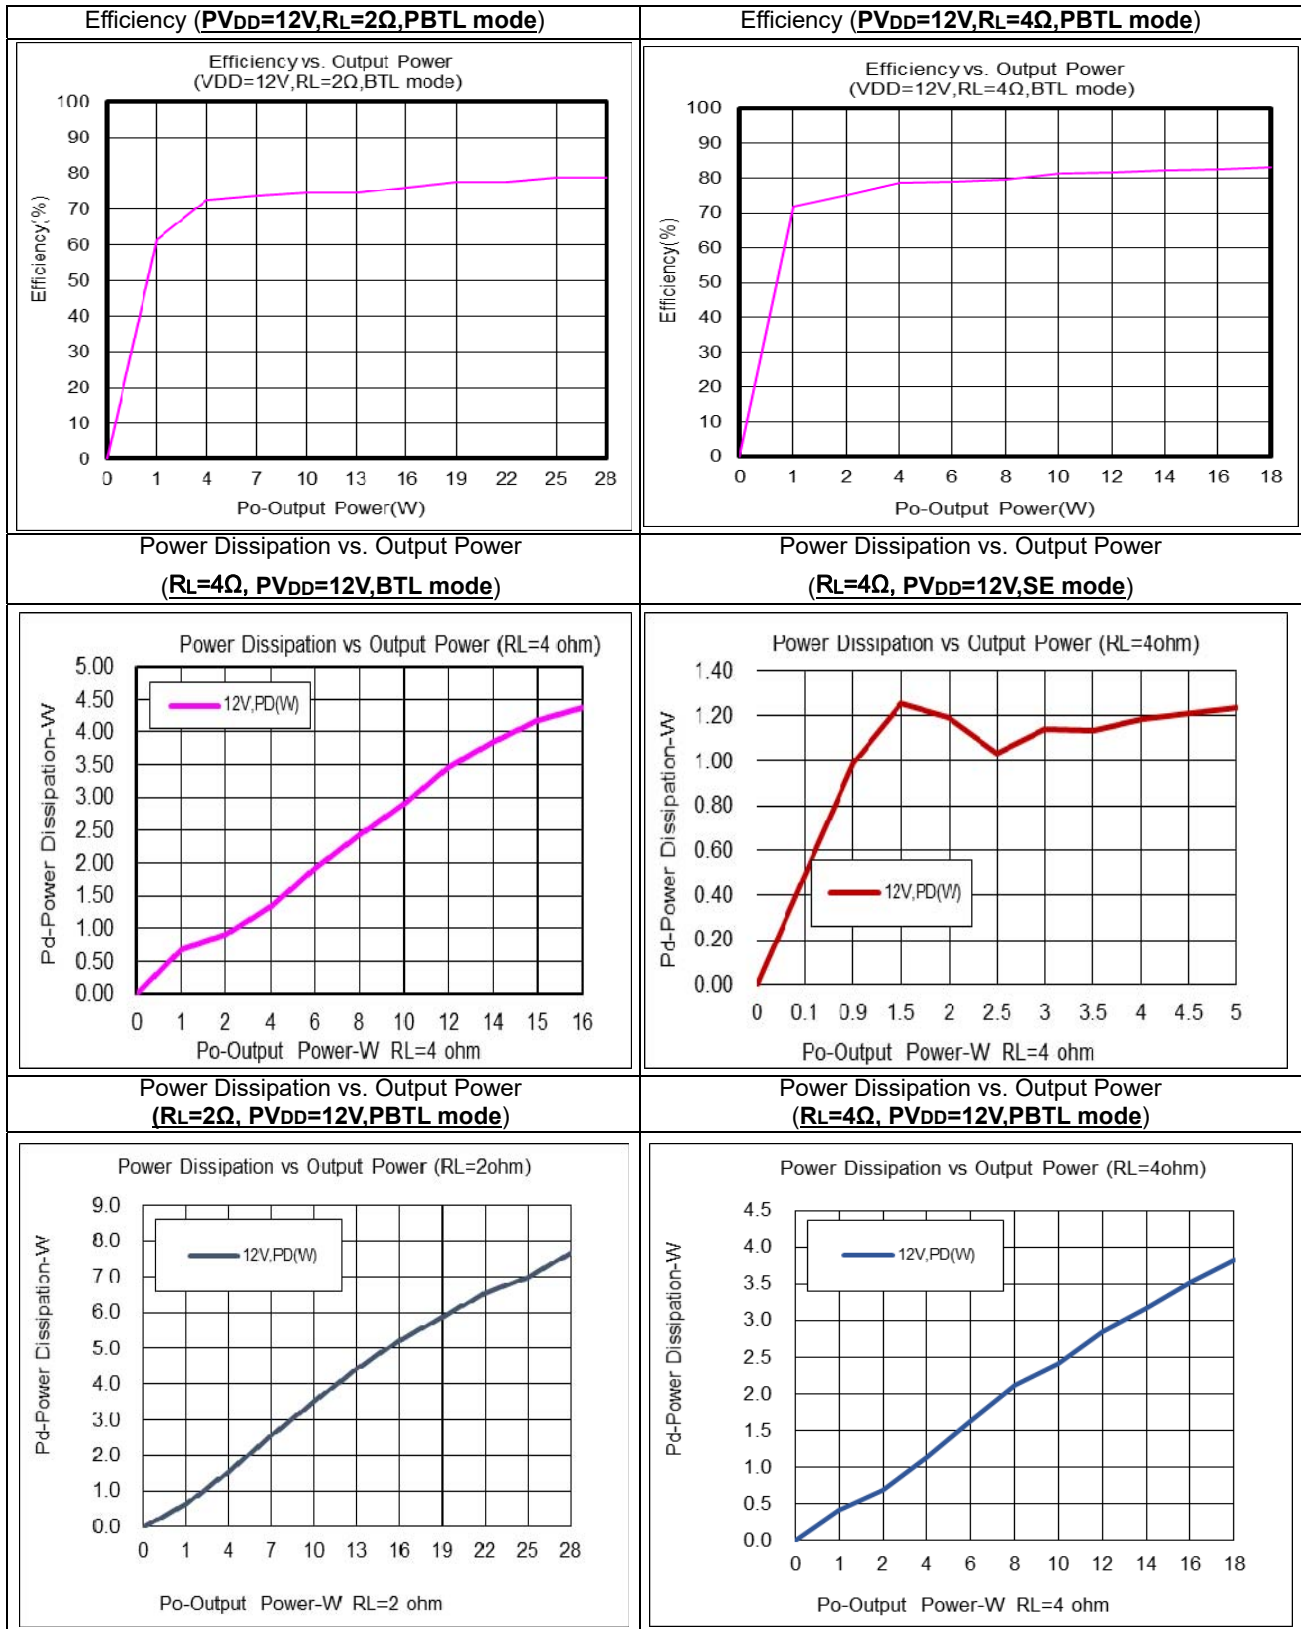 Efficiency (PVDD=12V,RL=2Ω,PBTL mode)
Efficiency (PVDD=12V,RL=4Ω,PBTL mode)
Efficiency vs. Output Power
(VDD=12V,RL=2Ω,BTL mode)
100
90
80
70
60
50
40
30
20
10
0
Efficiency(%)
0 1 4 7 10 13 16 19 22 25 28
Po-Output Power(W)
Efficiency vs. Output Power
(VDD=12V,RL=4Ω,BTL mode)
100
90
80
70
60
50
40
30
20
10
0
Efficiency(%)
0 1 2 4 6 8 10 12 14 16 18
Po-Output Power(W)
Power Dissipation vs. Output Power
(RL=4Ω, PVDD=12V,BTL mode)
Power Dissipation vs. Output Power
(RL=4Ω, PVDD=12V,SE mode)
Power Dissipation vs Output Power (RL=4 ohm)
5.00
4.50
4.00
3.50
3.00
2.50
2.00
1.50
1.00
0.50
0.00
12V,PD(W)
Pd-Power Dissipation-W
0 1 2 4 6 8 10 12 14 15 16
Po-Output Power-W RL=4 ohm
Power Dissipation vs Output Power (RL=4ohm)
1.40
1.20
1.00
0.80
0.60
0.40
0.20
0.00
12V,PD(W)
Pd-Power Dissipation-W
0 0.1 0.9 1.5 2 2.5 3 3.5 4 4.5 5
Po-Output Power-W RL=4 ohm
Power Dissipation vs. Output Power
(RL=2Ω, PVDD=12V,PBTL mode)
Power Dissipation vs. Output Power
(RL=4Ω, PVDD=12V,PBTL mode)
Power Dissipation vs Output Power (RL=2ohm)
9.0
8.0
7.0
6.0
5.0
4.0
3.0
2.0
1.0
0.0
12V,PD(W)
Pd-Power Dissipation-W
0 1 4 7 10 13 16 19 22 25 28
Po-Output Power-W RL=2 ohm
Power Dissipation vs Output Power (RL=4ohm)
4.5
4.0
3.5
3.0
2.5
2.0
1.5
1.0
0.5
0.0
12V,PD(W)
Pd-Power Dissipation-W
0 1 2 4 6 8 10 12 14 16 18
Po-Output Power-W RL=4 ohm